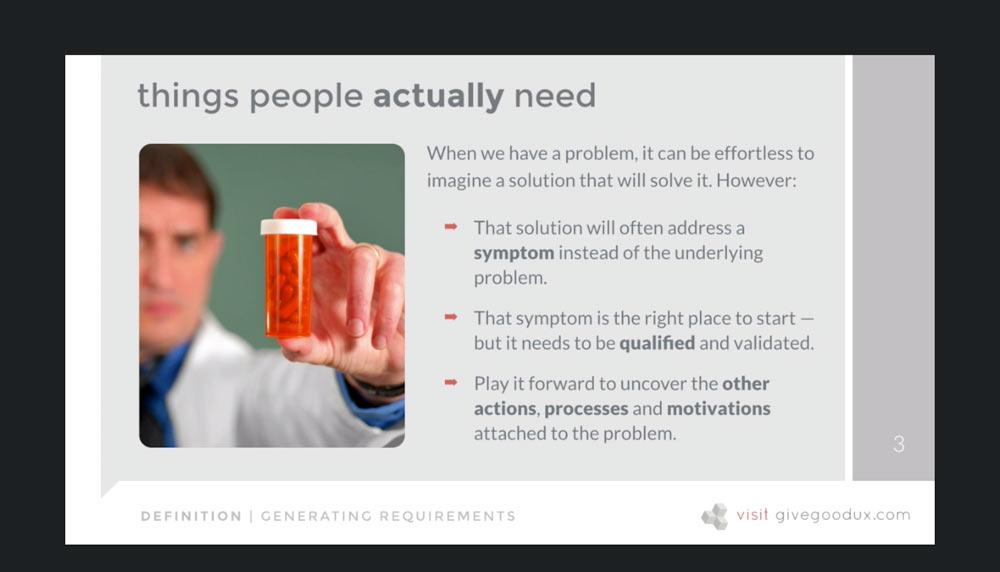 things people actually need
When we have a problem, it can be effortless to
imagine a solution that will solve it. However:
That solution will often address a
symptom instead of the underlying
problem.
That symptom is the right place to start —
but it needs to be qualified and validated.
Play it forward to uncover the other
actions, processes and motivations
attached to the problem.
3
DEFINITION | GENERATING REQUIREMENTS
visit givegoodux.com